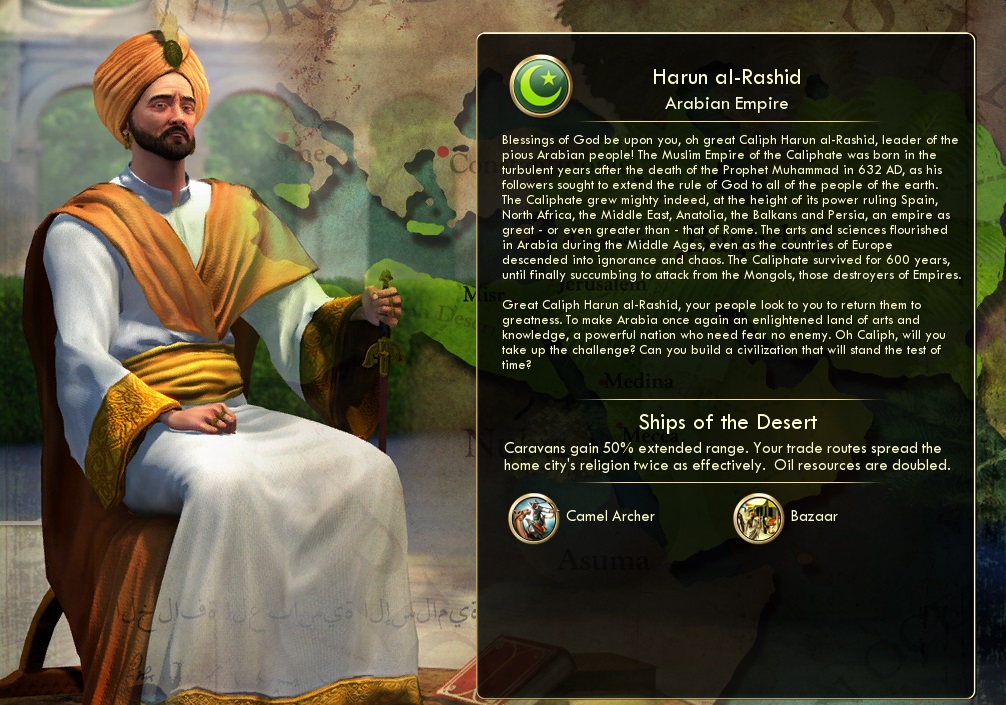 Harun al-Rashid
Arabian Empire
Blessings of God be upon you, oh great Caliph Harun al-Rashid, leader of the
pious Arabian people! The Muslim Empire of the Caliphate was born in the
turbulent years after the death of the Prophet Muhammad in 632 AD, as his
followers sought to extend the rule of God to all of the people of the earth.
The Caliphate grew mighty indeed, at the height of its power ruling Spain,
North Africa, the Middle East, Anatolia, the Balkans and Persia, an empire as
great - or even greater than - that of Rome. The arts and sciences flourished
in Arabia during the Middle Ages, even as the countries of Europe
descended into ignorance and chaos. The Caliphate survived for 600 years,
until finally succumbing to attack from the Mongols, those destroyers of Empires.
Great Caliph Harun al-Rashid, your people look to you to return them to
greatness. To make Arabia once again an enlightened land of arts and
knowledge, a powerful nation who need fear no enemy. Oh Caliph, will you
take up the challenge? Can you build a civilization that will stand the test of
time?
Ships of the Desert
Caravans gain 50% extended range. Your trade routes spread the
home city's religion twice as effectively. Oil resources are doubled.
Camel Archer
Bazaar
Jerusalem
Misr
Medina
Mecca
Asuma